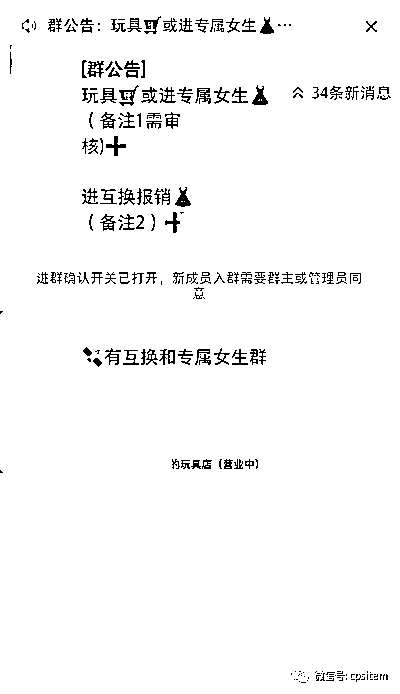 群公告：玩具🛒或进专属女生👗…
[群公告]
玩具🛒或进专属女生👗
34条新消息
（备注1需审
核)➕
进互换报销👗
（备注2）➕
进群确认开关已打开，新成员入群需要群主或管理员同
意
有互换和专属女生群
的玩具店（营业中）
微信号: cpsitem